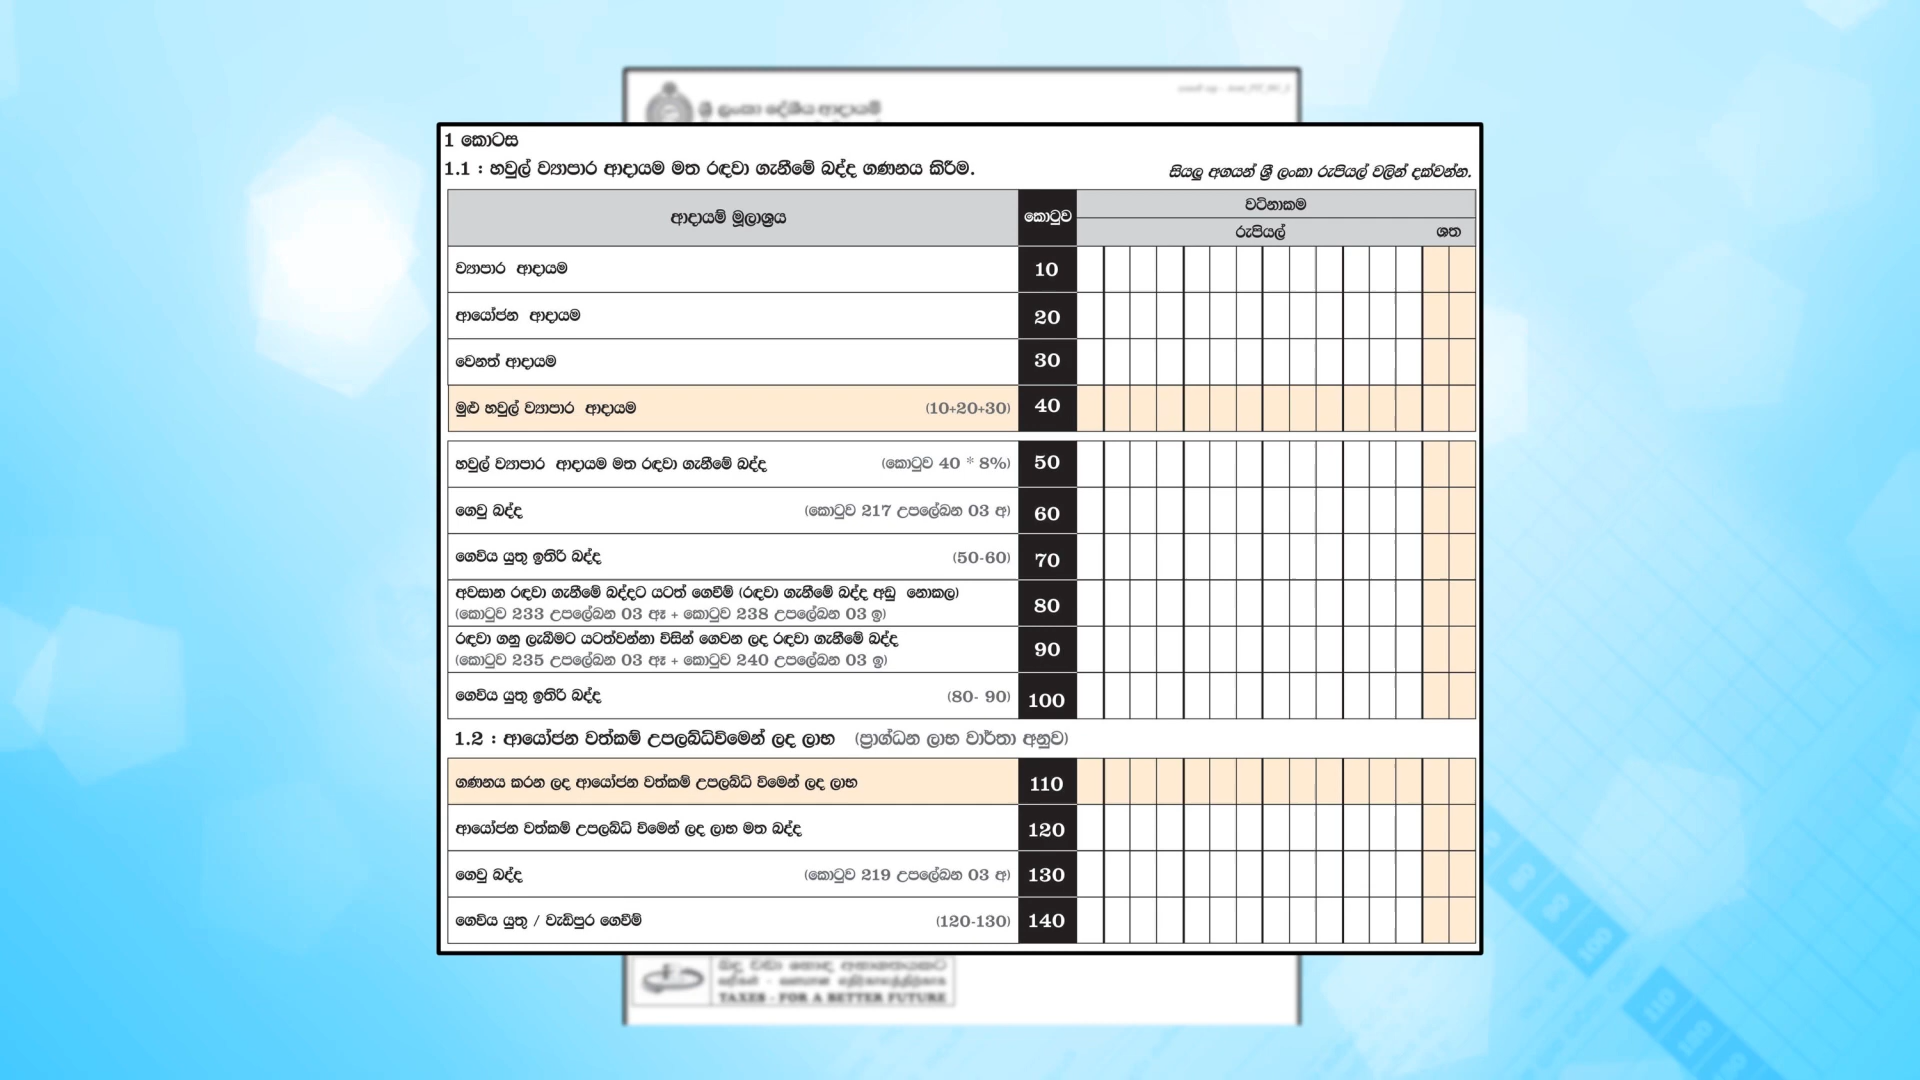 ශ්‍රී ලංකා දේශීය ආදායම්
1 කොටස
1.1 : හවුල් ව්‍යාපාර ආදායම මත රඳවා ගැනීමේ බද්ද ගණනය කිරීම.
සියලු අගයන් ශ්‍රී ලංකා රුපියල් වලින් දක්වන්න.
ආදායම් මූලාශ්‍රය කොටුව වටිනාකම
රුපියල් ශත
ව්‍යාපාර ආදායම 10
ආයෝජන ආදායම 20
වෙනත් ආදායම 30
මුළු හවුල් ව්‍යාපාර ආදායම (10+20+30) 40
හවුල් ව්‍යාපාර ආදායම මත රඳවා ගැනීමේ බද්ද (කොටුව 40 * 8%) 50
ගෙවු බද්ද (කොටුව 217 උපලේඛන 03 අ) 60
ගෙවිය යුතු ඉතිරි බද්ද (50-60) 70
අවසාන රඳවා ගැනීමේ බද්දට යටත් ගෙවීම් (රඳවා ගැනීමේ බද්ද අඩු නොකල)
(කොටුව 233 උපලේඛන 03 ඈ + කොටුව 238 උපලේඛන 03 ඉ) 80
රඳවා ගනු ලැබීමට යටත්වන්නා විසින් ගෙවන ලද රඳවා ගැනීමේ බද්ද
(කොටුව 235 උපලේඛන 03 ඈ + කොටුව 240 උපලේඛන 03 ඉ) 90
ගෙවිය යුතු ඉතිරි බද්ද (80- 90) 100
1.2 : ආයෝජන වත්කම් උපලබ්ධිවීමෙන් ලද ලාභ (ප්‍රාග්ධන ලාභ වාර්තා අනුව)
ගණනය කරන ලද ආයෝජන වත්කම් උපලබ්ධි වීමෙන් ලද ලාභ 110
ආයෝජන වත්කම් උපලබ්ධි වීමෙන් ලද ලාභ මත බද්ද 120
ගෙවු බද්ද (කොටුව 219 උපලේඛන 03 අ) 130
ගෙවිය යුතු / වැඩිපුර ගෙවීම් (120-130) 140
TAXES - FOR A BETTER FUTURE